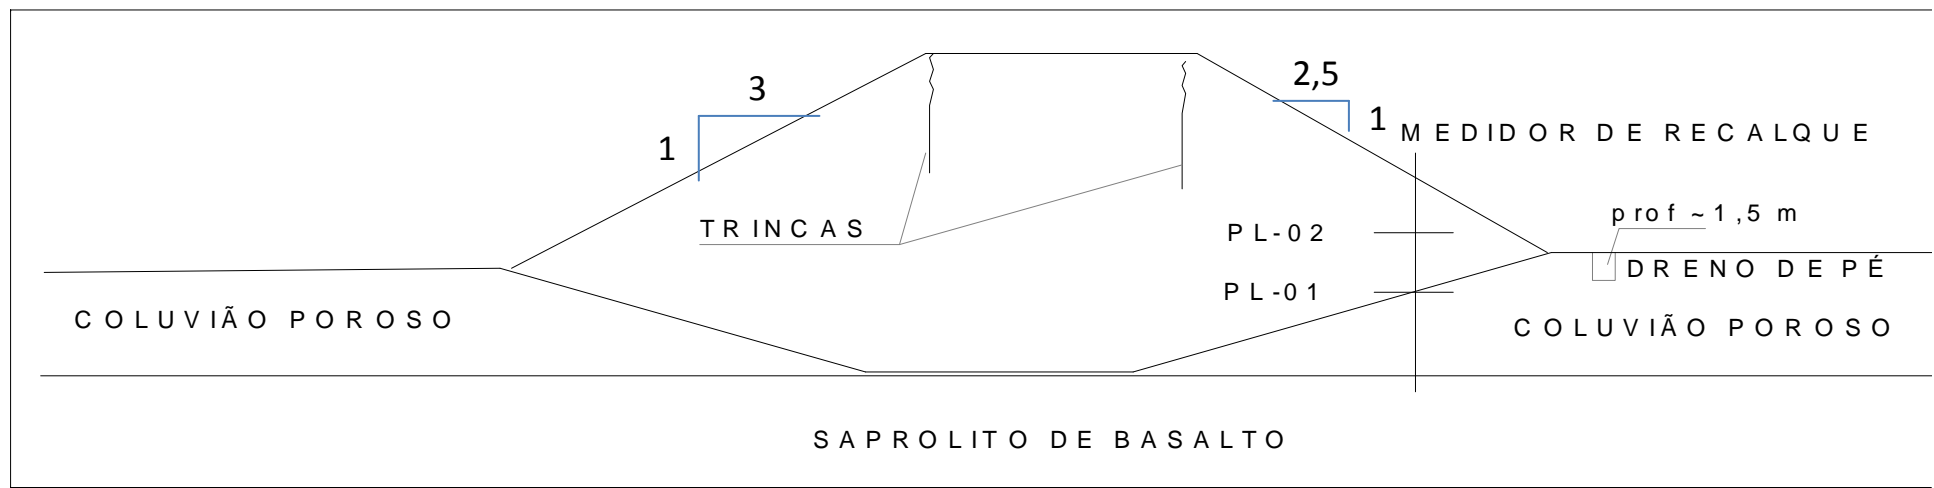 3
1
2,5
1
MEDIDOR DE RECALQUE
TRINCAS
PL-02
prof ~1,5 m
DRENO DE PÉ
PL-01
COLUVIÃO POROSO
COLUVIÃO POROSO
SAPROLITO DE BASALTO